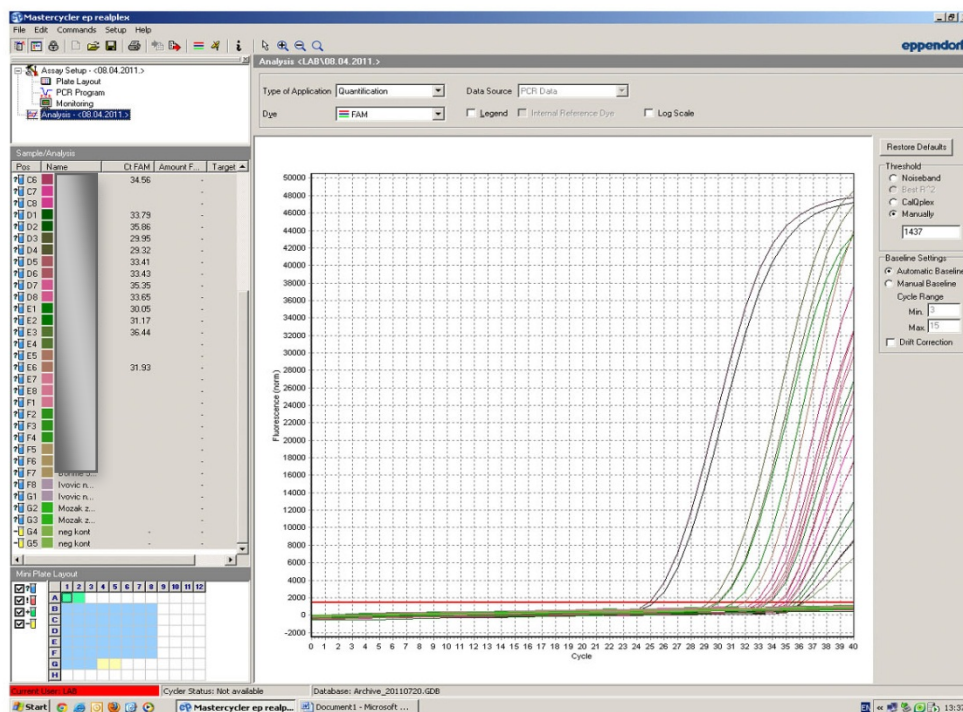 Mastercycler ep realplex
File Edit Commands Setup Help
eppendorf
Assay Setup - <08.04.2011.>
Plate Layout
PCR Program
Monitoring
Analysis - <08.04.2011.>
Analysis <LAB\08.04.2011.>
Type of Application Quantification Data Source PCR Data
Dye FAM Legend Internal Reference Dye Log Scale
Sample/Analysis
Pos Name Ct FAM Amount F... Target
C6 34.56 -
C7 -
C8 -
D1 33.79 -
D2 35.86 -
D3 29.95 -
D4 29.32 -
D5 33.41 -
D6 33.43 -
D7 35.35 -
D8 33.65 -
E1 30.05 -
E2 31.17 -
E3 36.44 -
E4 -
E5 -
E6 31.93 -
E7 -
E8 -
F1 -
F2 -
F3 -
F4 -
F5 -
F6 -
F7 -
F8 Ivovic n... -
G1 Ivovic n... -
G2 Mozak z... -
G3 Mozak z... -
G4 neg kont - -
G5 neg kont - -
Mini Plate Layout
1 2 3 4 5 6 7 8 9 10 11 12
A
B
C
D
E
F
G
H
Fluorescence (norm)
50000
48000
46000
44000
42000
40000
38000
36000
34000
32000
30000
28000
26000
24000
22000
20000
18000
16000
14000
12000
10000
8000
6000
4000
2000
0
-2000
0 1 2 3 4 5 6 7 8 9 10 11 12 13 14 15 16 17 18 19 20 21 22 23 24 25 26 27 28 29 30 31 32 33 34 35 36 37 38 39 40
Cycle
Restore Defaults
Threshold
Noiseband
Best R^2
CalQplex
Manually
1437
Baseline Settings
Automatic Baseline
Manual Baseline
Cycle Range
Min. 3
Max. 15
Drift Correction
Current User: LAB Cycler Status: Not available Database: Archive_20110720.GDB
Start Mastercycler ep realp... Document1 - Microsoft ... EN